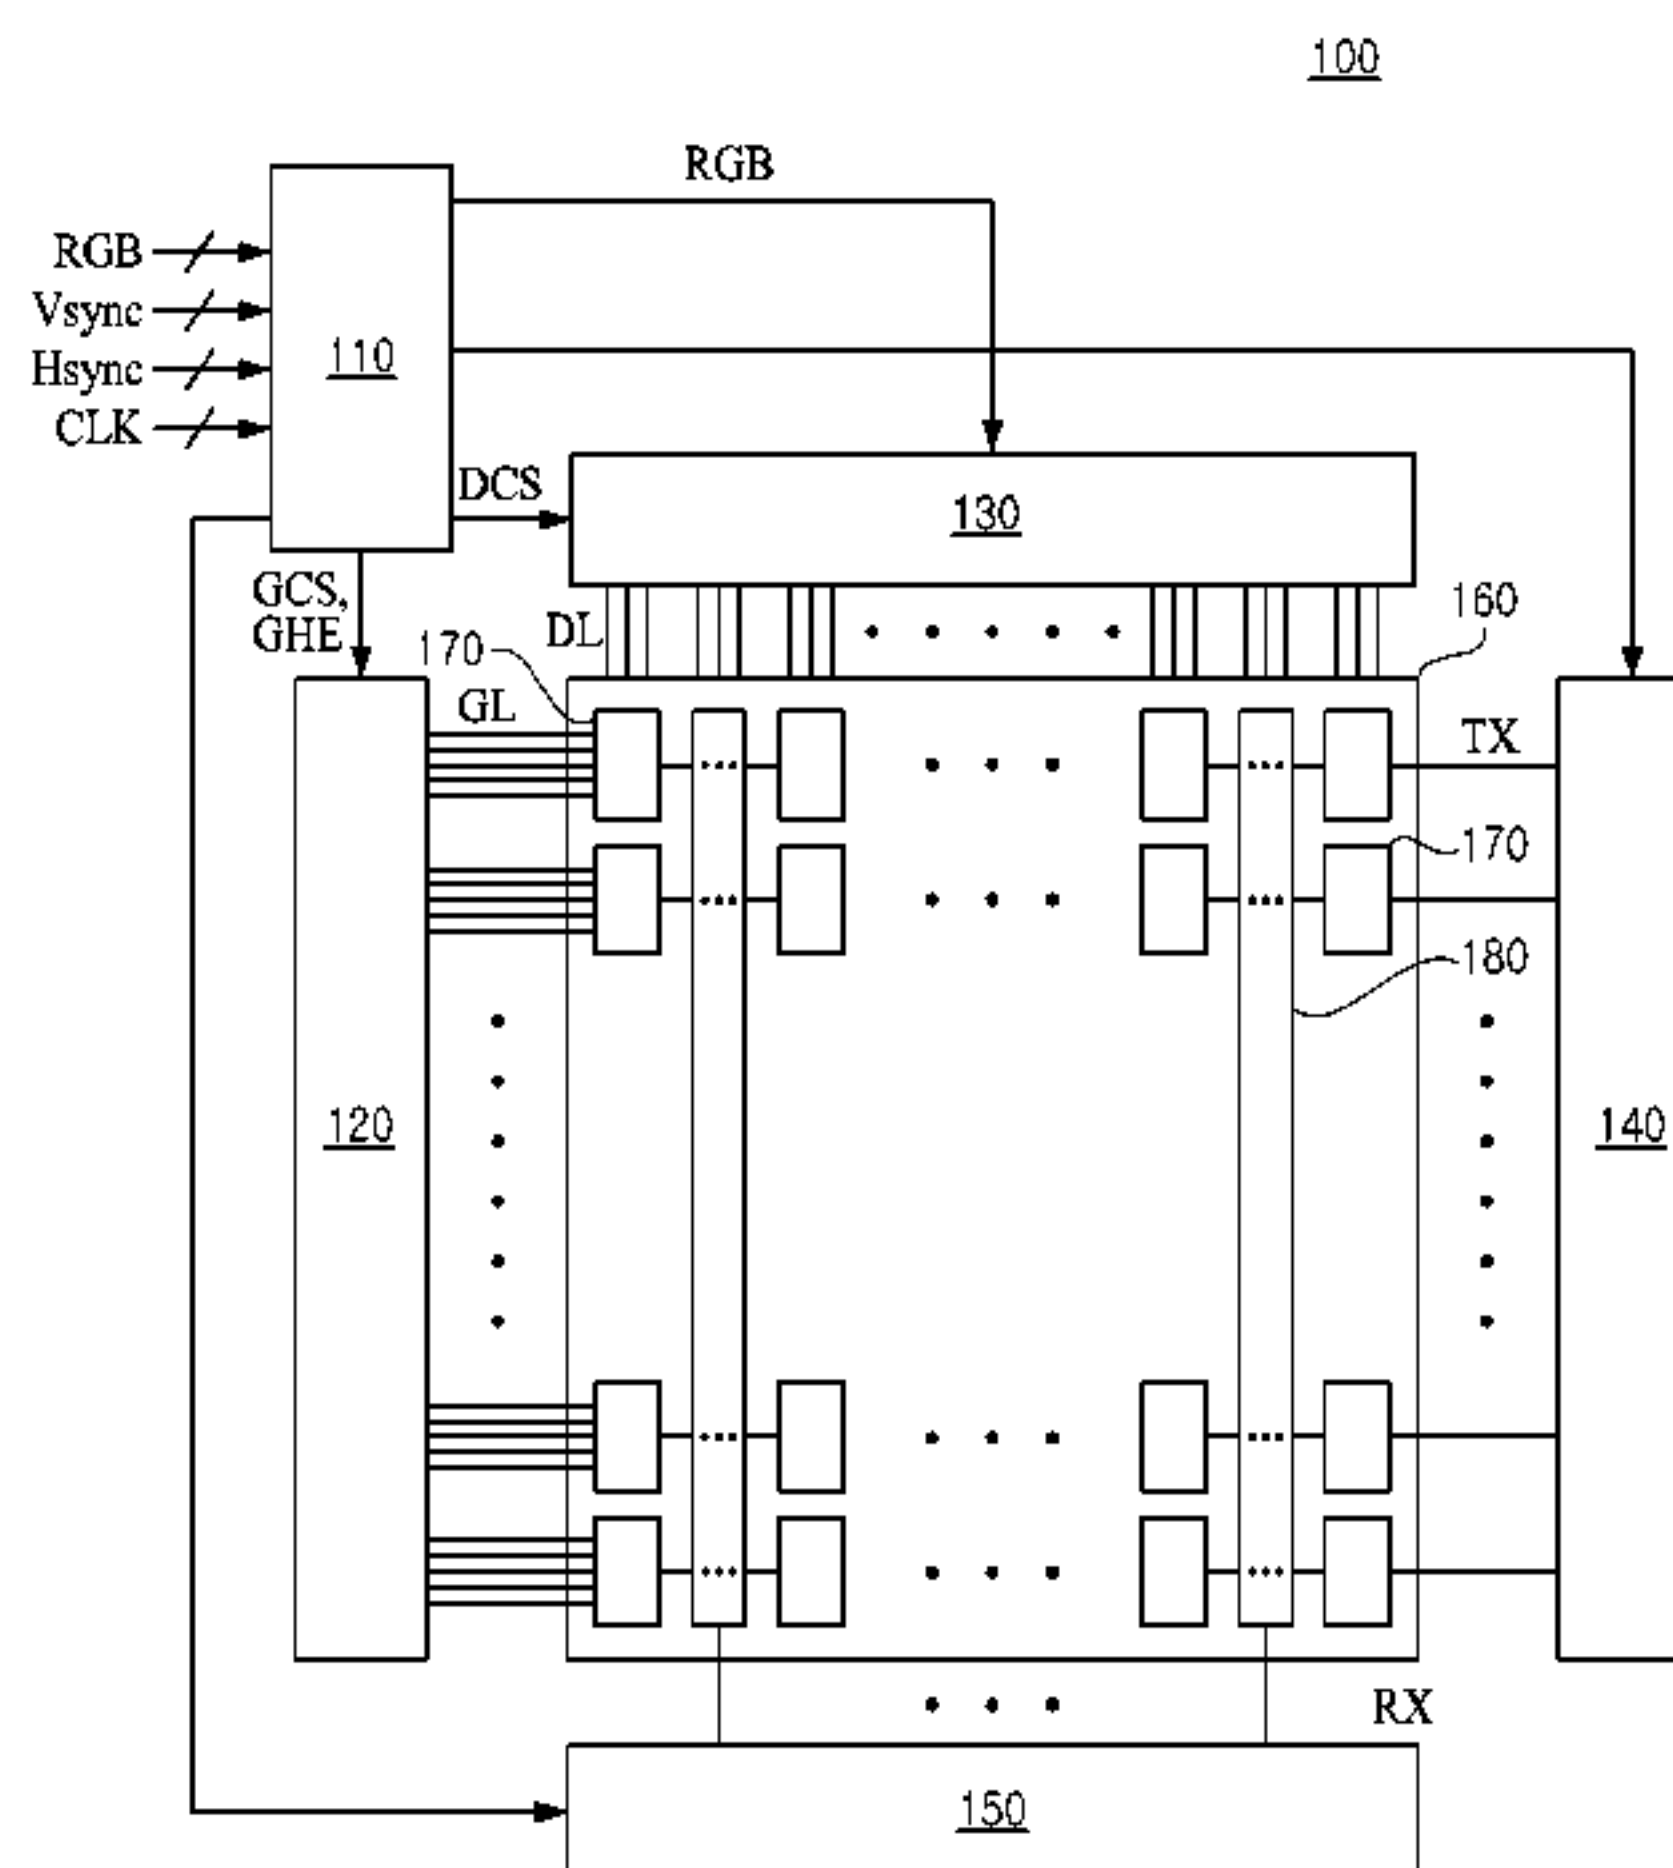 100
RGB
RGB
Vsync
Hsync
CLK
110
DCS
130
GCS,
GHE
DL
160
170
GL
TX
170
180
120
140
RX
150